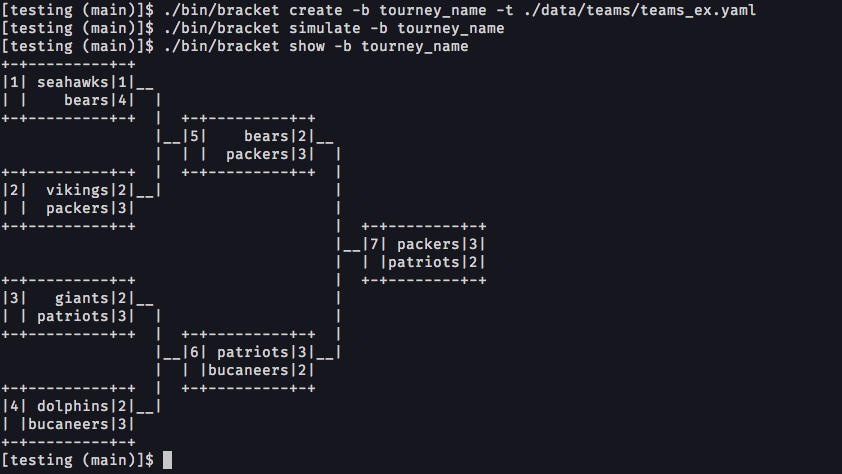 [testing (main)]$ ./bin/bracket create -b tourney_name -t ./data/teams/teams_ex.yaml
[testing (main)]$ ./bin/bracket simulate -b tourney_name
[testing (main)]$ ./bin/bracket show -b tourney_name
+-+---------+-+
|1| seahawks|1|__
| |    bears|4|  |
+-+---------+-+  |  +-+---------+-+
                 |__|5|    bears|2|__
                 |  | |  packers|3|  |
+-+---------+-+  |  +-+---------+-+  |
|2|  vikings|2|__|                   |
| |  packers|3|                      |
+-+---------+-+                      |  +-+--------+-+
                                     |__|7| packers|3|
                                     |  | |patriots|2|
+-+---------+-+                      |  +-+--------+-+
|3|   giants|2|__                    |
| | patriots|3|  |                   |
+-+---------+-+  |  +-+---------+-+  |
                 |__|6| patriots|3|__|
                 |  | |bucaneers|2|
+-+---------+-+  |  +-+---------+-+
|4| dolphins|2|__|
| |bucaneers|3|
+-+---------+-+
[testing (main)]$